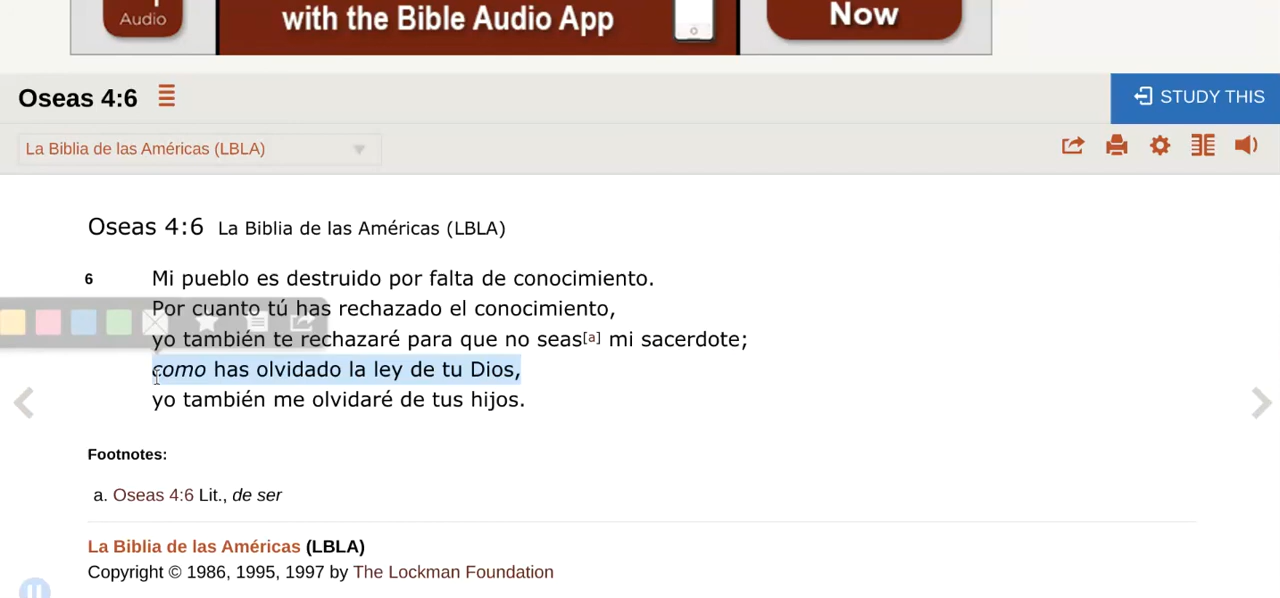 Audio
with the Bible Audio App
Now
Oseas 4:6
STUDY THIS
La Biblia de las Américas (LBLA)
Oseas 4:6 La Biblia de las Américas (LBLA)
6 Mi pueblo es destruido por falta de conocimiento.
Por cuanto tú has rechazado el conocimiento,
yo también te rechazaré para que no seas[a] mi sacerdote;
como has olvidado la ley de tu Dios,
yo también me olvidaré de tus hijos.
Footnotes:
a. Oseas 4:6 Lit., de ser
La Biblia de las Américas (LBLA)
Copyright © 1986, 1995, 1997 by The Lockman Foundation